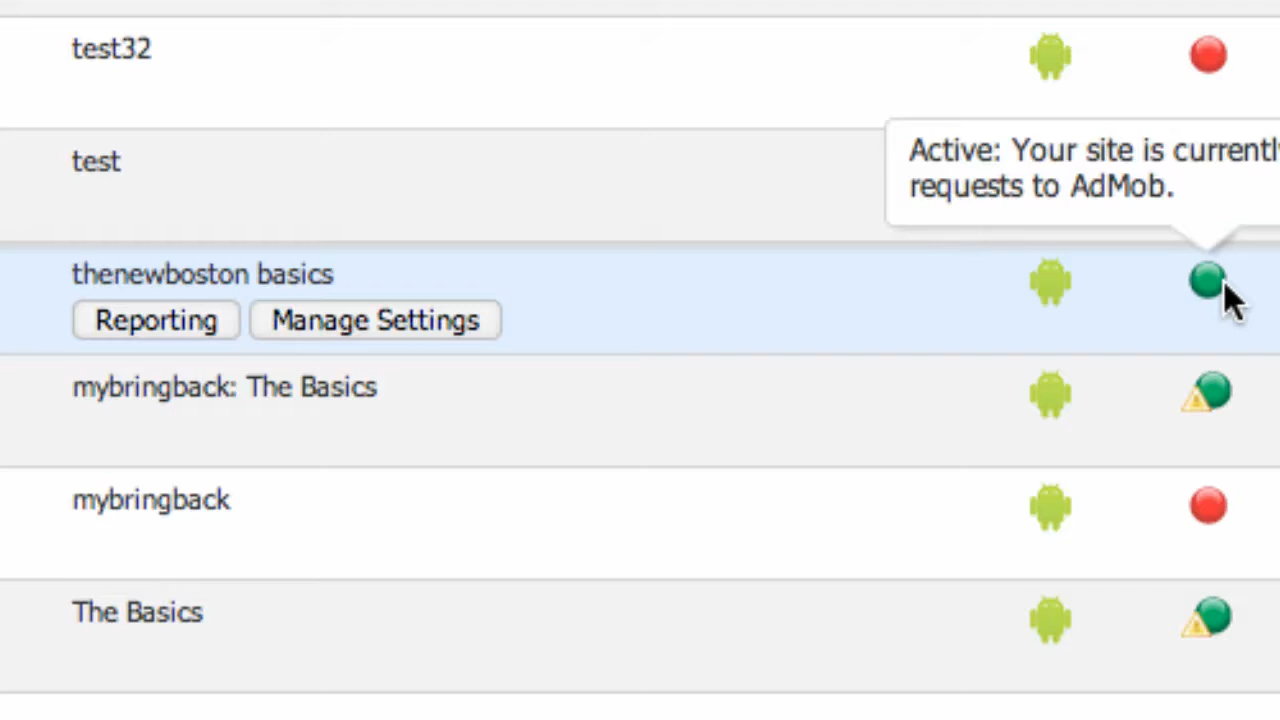 test32
test
Active: Your site is currently
requests to AdMob.
thenewboston basics
Reporting
Manage Settings
mybringback: The Basics
mybringback
The Basics